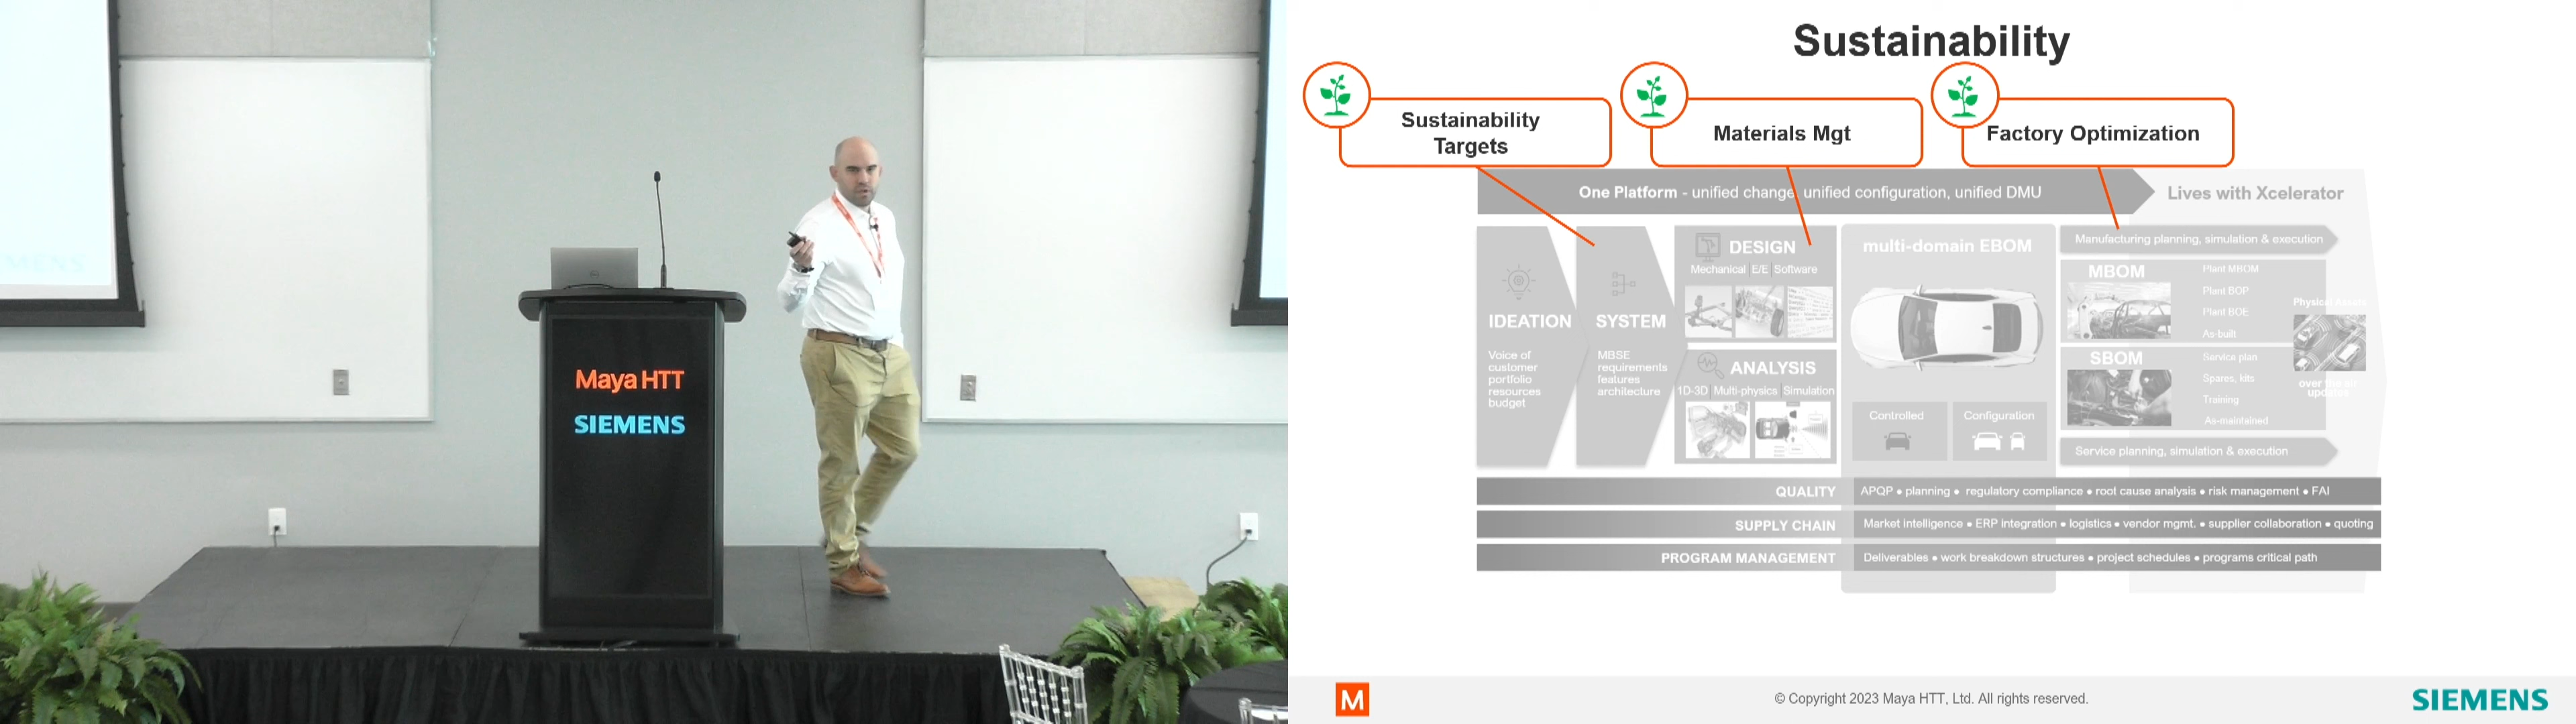 Maya HTT
SIEMENS
Sustainability
Sustainability
Targets
Materials Mgt
Factory Optimization
One Platform - unified change, unified configuration, unified DMU
Lives with Xcelerator
IDEATION
Voice of
customer
portfolio
resources
budget
SYSTEM
MBSE
requirements
features
architecture
DESIGN
Mechanical | E/E | Software
ANALYSIS
1D-3D | Multi-physics | Simulation
multi-domain EBOM
Controlled
Configuration
Manufacturing planning, simulation & execution
MBOM
Plant MBOM
Plant BOP
Plant BOE
As-built
SBOM
Service plan
Spares, kits
Training
As-maintained
Physical Assets
over the air
updates
Service planning, simulation & execution
QUALITY
APQP • planning • regulatory compliance • root cause analysis • risk management • FAI
SUPPLY CHAIN
Market intelligence • ERP integration • logistics • vendor mgmt. • supplier collaboration • quoting
PROGRAM MANAGEMENT
Deliverables • work breakdown structures • project schedules • programs critical path
M
© Copyright 2023 Maya HTT, Ltd. All rights reserved.
SIEMENS